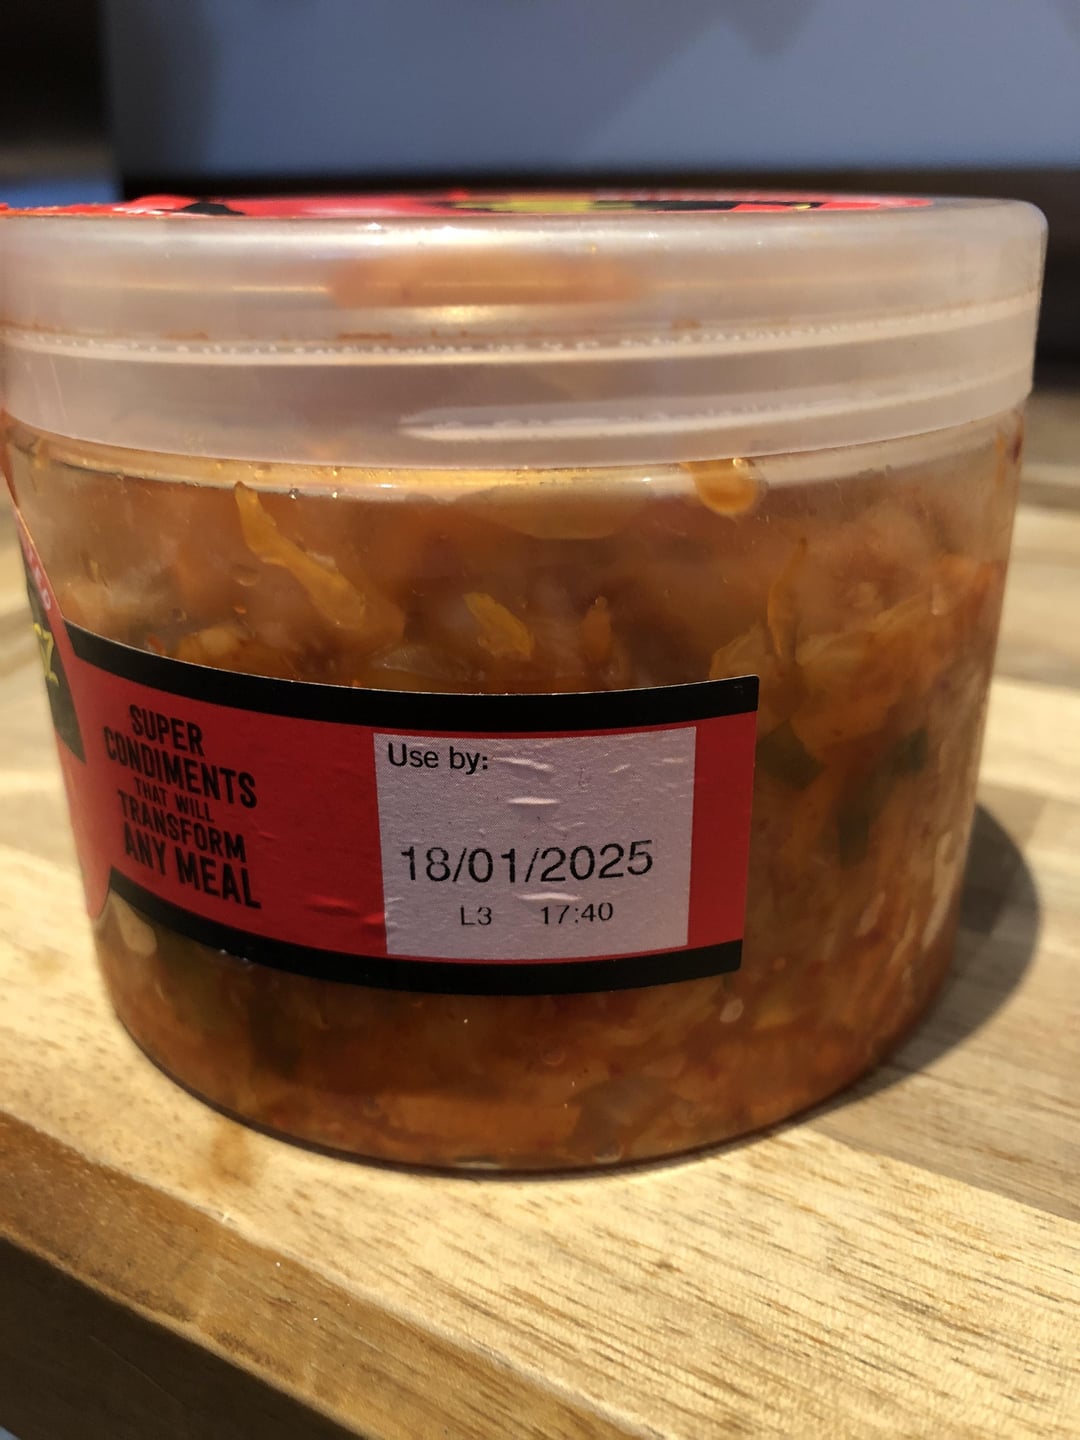 SUPER
CONDIMENTS
THAT WILL
TRANSFORM
ANY MEAL
Use by:
18/01/2025
L3 17:40